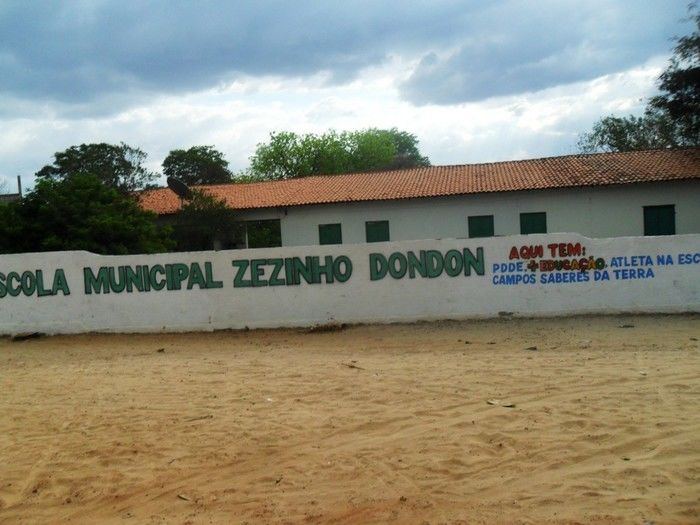 SCOLA MUNICIPAL ZEZINHO DONDON
AQUI TEM:
PDDE, + EDUCAÇÃO, ATLETA NA ESC
CAMPOS SABERES DA TERRA